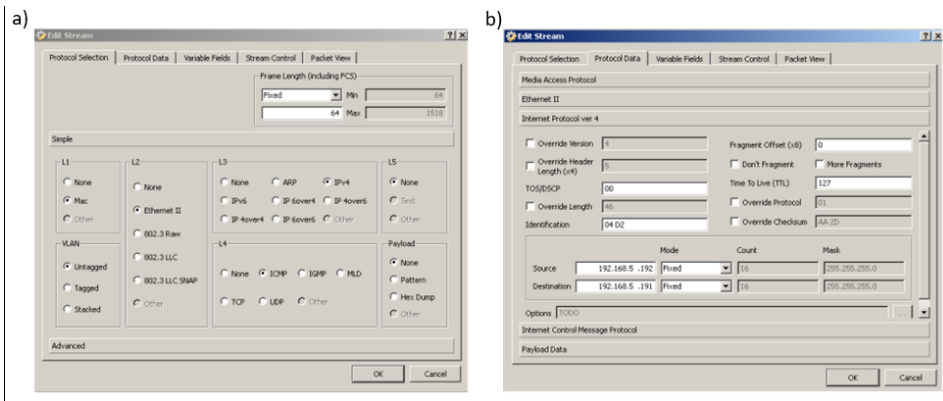 a)
Edit Stream
Protocol Selection Protocol Data Variable Fields Stream Control Packet View
Frame Length (including FCS)
Fixed Min 64
64 Max 1518
Simple
L1
None
Mac
Other
VLAN
Untagged
Tagged
Stacked
L2
None
Ethernet II
802.3 Raw
802.3 LLC
802.3 LLC SNAP
Other
L3
None ARP IPv4
IPv6 IP 6over4 IP 4over6
IP 4over4 IP 6over6 Other
L4
None ICMP IGMP MLD
TCP UDP Other
L5
None
Text
Other
Payload
None
Pattern
Hex Dump
Other
Advanced
OK Cancel
b)
Edit Stream
Protocol Selection Protocol Data Variable Fields Stream Control Packet View
Media Access Protocol
Ethernet II
Internet Protocol ver 4
Override Version 4
Override Header Length (x4) 5
TOS/DSCP 00
Override Length 46
Identification 04 D2
Fragment Offset (x8) 0
Don't Fragment More Fragments
Time To Live (TTL) 127
Override Protocol 01
Override Checksum AA 2D
Mode Count Mask
Source 192.168.5 .192 Fixed 16 255.255.255.0
Destination 192.168.5 .191 Fixed 16 255.255.255.0
Options TODO ...
Internet Control Message Protocol
Payload Data
OK Cancel